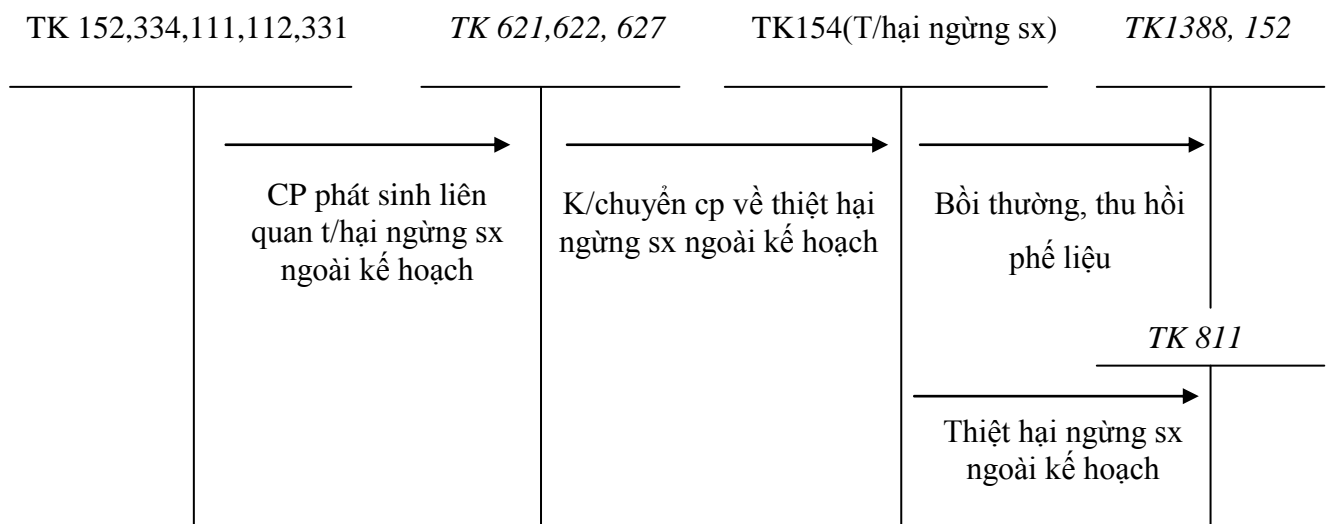 TK 152,334,111,112,331 TK 621,622, 627 TK154(T/hại ngừng sx) TK1388, 152
CP phát sinh liên
quan t/hại ngừng sx
ngoài kế hoạch
K/chuyển cp về thiệt hại
ngừng sx ngoài kế hoạch
Bồi thường, thu hồi
phế liệu
TK 811
Thiệt hại ngừng sx
ngoài kế hoạch